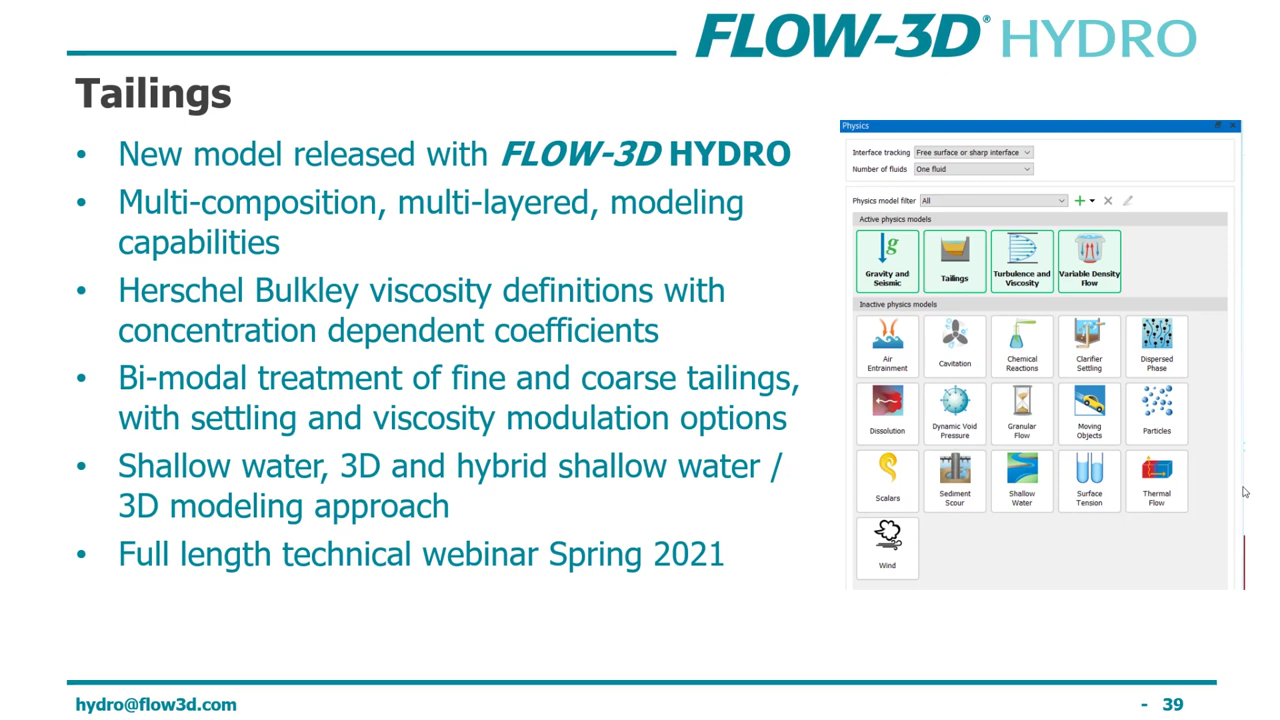 FLOW-3D® HYDRO
Tailings
• New model released with FLOW-3D HYDRO
• Multi-composition, multi-layered, modeling
capabilities
• Herschel Bulkley viscosity definitions with
concentration dependent coefficients
• Bi-modal treatment of fine and coarse tailings,
with settling and viscosity modulation options
• Shallow water, 3D and hybrid shallow water /
3D modeling approach
• Full length technical webinar Spring 2021
Physics
Interface tracking Free surface or sharp interface
Number of fluids One fluid
Physics model filter All
Active physics models
g
Gravity and
Seismic
Tailings
Turbulence and
Viscosity
Variable Density
Flow
Inactive physics models
Air
Entrainment
Cavitation
Chemical
Reactions
Clarifier
Settling
Dispersed
Phase
Dissolution
Dynamic Void
Pressure
Granular
Flow
Moving
Objects
Particles
Scalars
Sediment
Scour
Shallow
Water
Surface
Tension
Thermal
Flow
Wind
hydro@flow3d.com
- 39